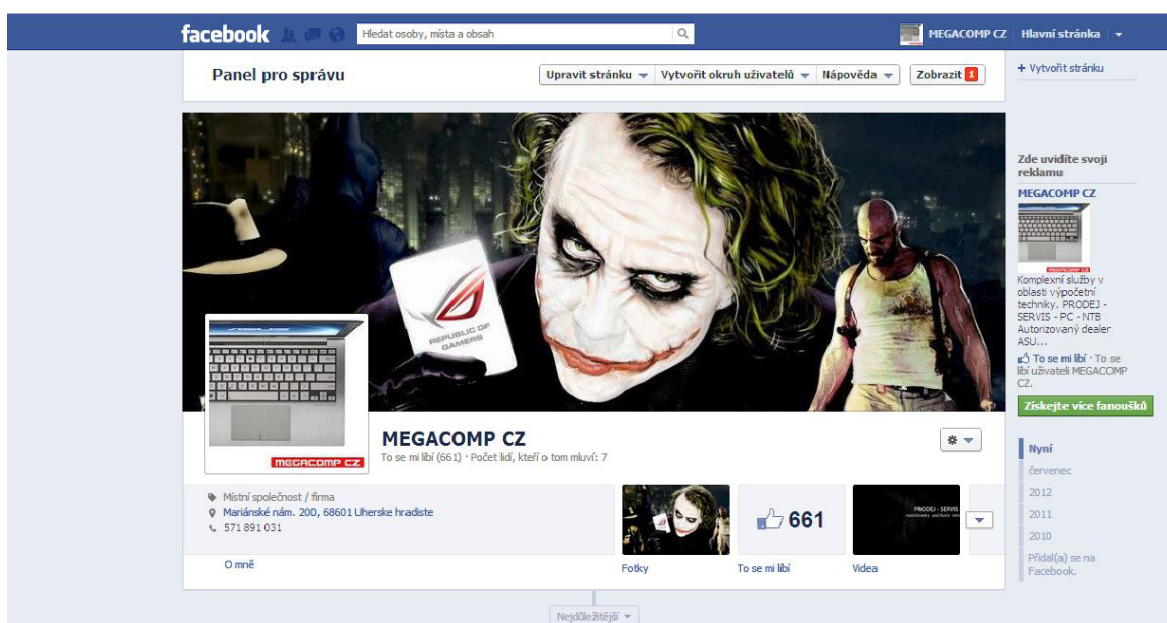 facebook
Hledat osoby, místa a obsah
MEGACOMP CZ
Hlavní stránka
Panel pro správu
Upravit stránku
Vytvořit okruh uživatelů
Nápověda
Zobrazit 1
+ Vytvořit stránku
REPUBLIC OF
GAMERS
ASUS
MEGACOMP CZ
MEGACOMP CZ
To se mi líbí (661) · Počet lidí, kteří o tom mluví: 7
Místní společnost / firma
Mariánské nám. 200, 68601 Uherske hradiste
571 891 031
O mně
Fotky
661
To se mi líbí
PRODEJ - SERVIS
Videa
Nejdůležitější
Zde uvidíte svoji
reklamu
MEGACOMP CZ
MEGACOMP CZ
Komplexní služby v
oblasti výpočetní
techniky. PRODEJ -
SERVIS - PC - NTB
Autorizovaný dealer
ASU...
To se mi líbí · To se
líbí uživateli MEGACOMP
CZ.
Získejte více fanoušků
Nyní
červenec
2012
2011
2010
Přidal(a) se na
Facebook.